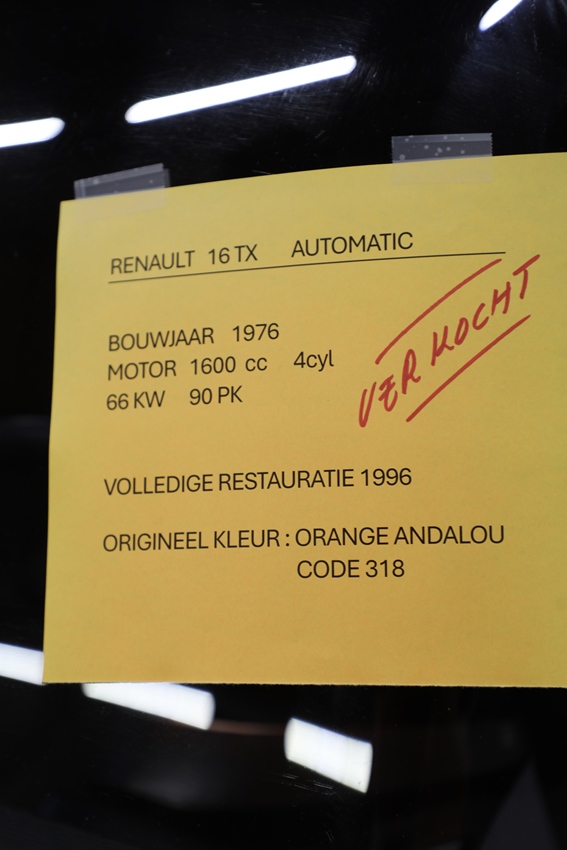 RENAULT 16 TX AUTOMATIC
VERKOCHT
BOUWJAAR 1976
MOTOR 1600 cc 4cyl
66 KW 90 PK
VOLLEDIGE RESTAURATIE 1996
ORIGINEEL KLEUR : ORANGE ANDALOU
CODE 318